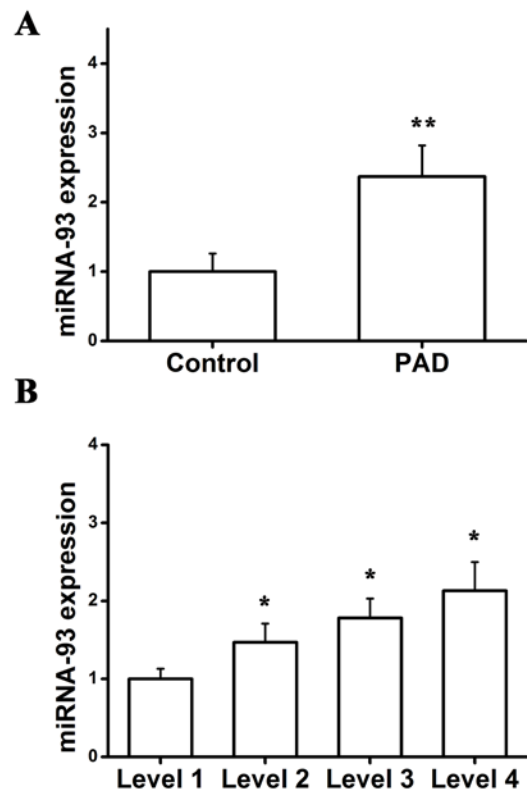 A
miRNA-93 expression
4
3
**
2
1
0
Control PAD
B
miRNA-93 expression
4
3
*
*
*
2
1
0
Level 1 Level 2 Level 3 Level 4